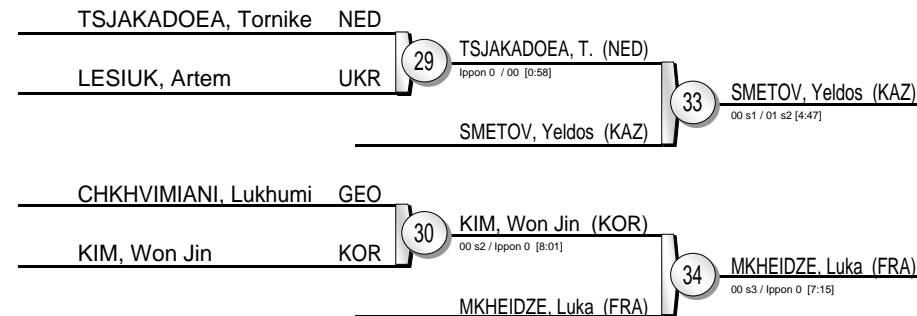 TSJAKADOEA, Tornike NED
LESIUK, Artem UKR
29
TSJAKADOEA, T. (NED)
Ippon 0 / 00 [0:58]
SMETOV, Yeldos (KAZ)
33
SMETOV, Yeldos (KAZ)
00 s1 / 01 s2 [4:47]
CHKHVIMIANI, Lukhumi GEO
KIM, Won Jin KOR
30
KIM, Won Jin (KOR)
00 s2 / Ippon 0 [8:01]
MKHEIDZE, Luka (FRA)
34
MKHEIDZE, Luka (FRA)
00 s3 / Ippon 0 [7:15]